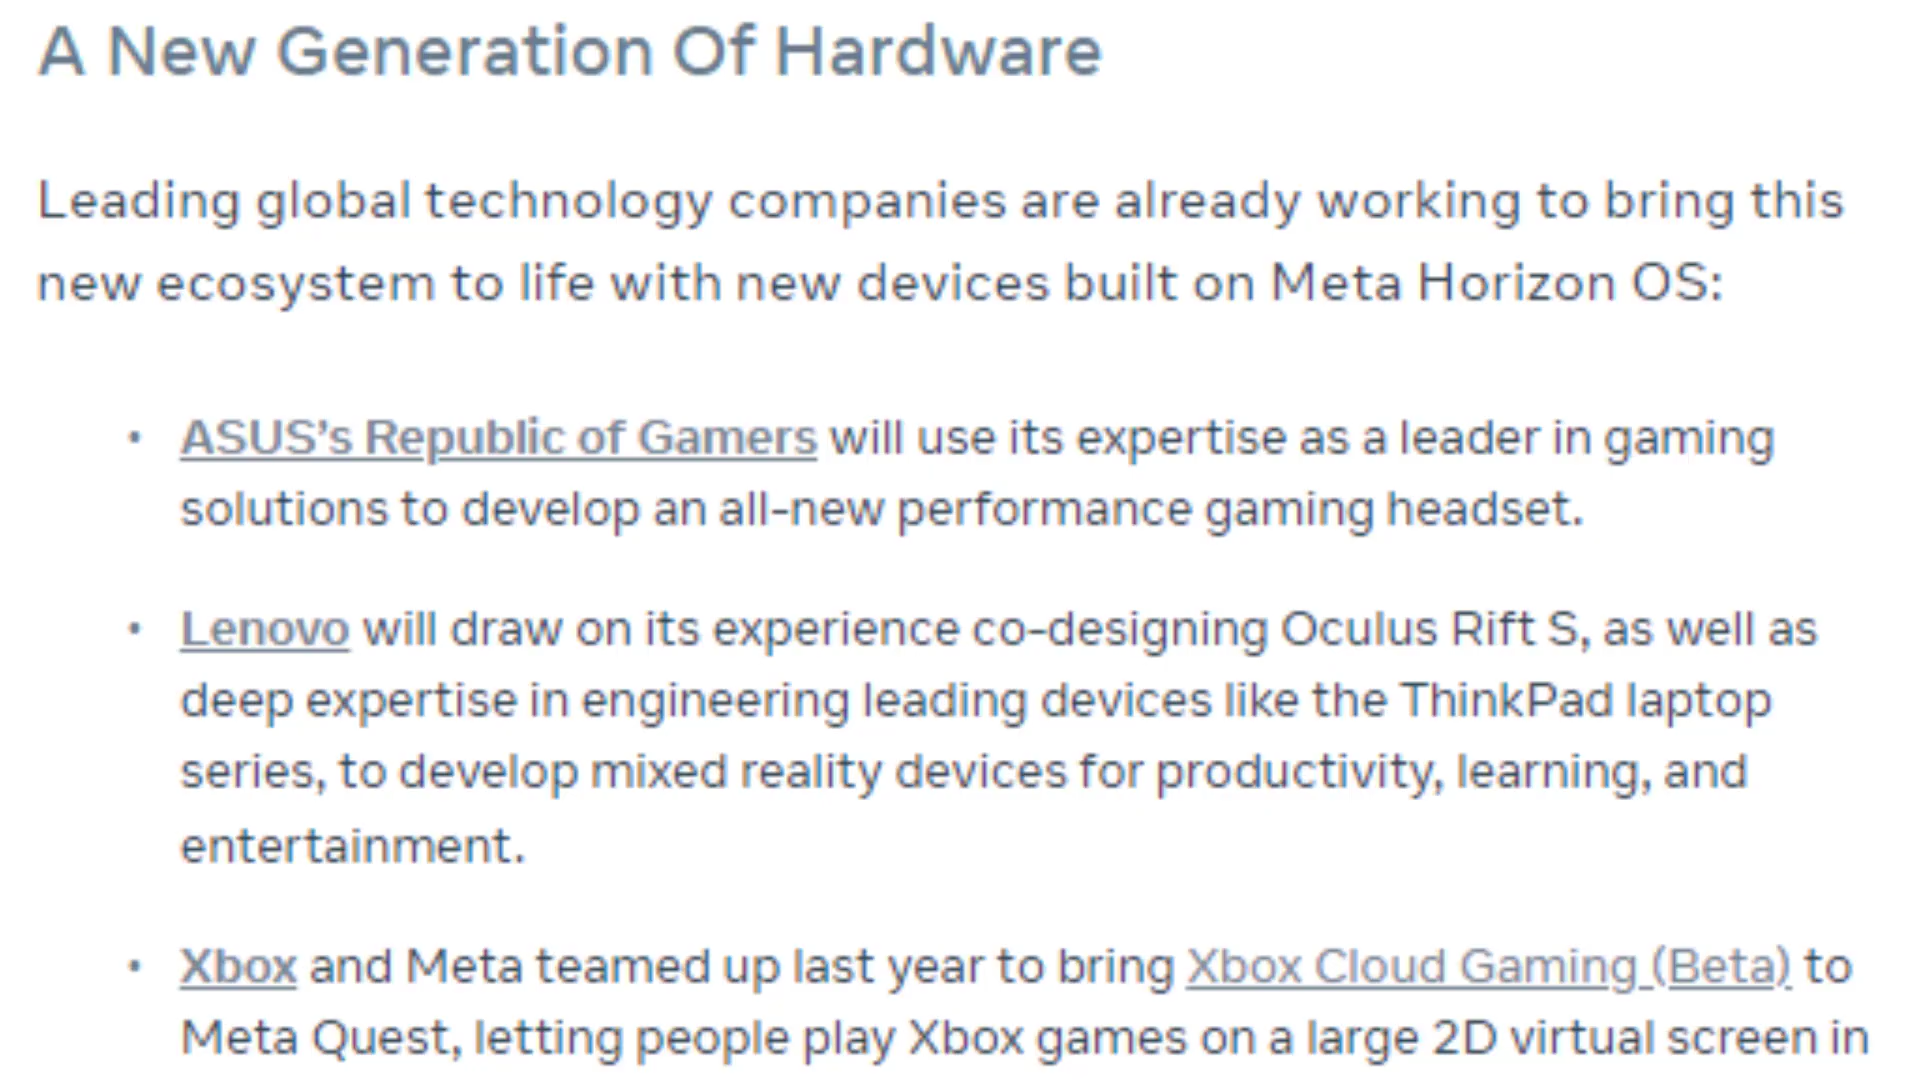 A New Generation Of Hardware
Leading global technology companies are already working to bring this
new ecosystem to life with new devices built on Meta Horizon OS:
• ASUS’s Republic of Gamers will use its expertise as a leader in gaming
solutions to develop an all-new performance gaming headset.
• Lenovo will draw on its experience co-designing Oculus Rift S, as well as
deep expertise in engineering leading devices like the ThinkPad laptop
series, to develop mixed reality devices for productivity, learning, and
entertainment.
• Xbox and Meta teamed up last year to bring Xbox Cloud Gaming (Beta) to
Meta Quest, letting people play Xbox games on a large 2D virtual screen in